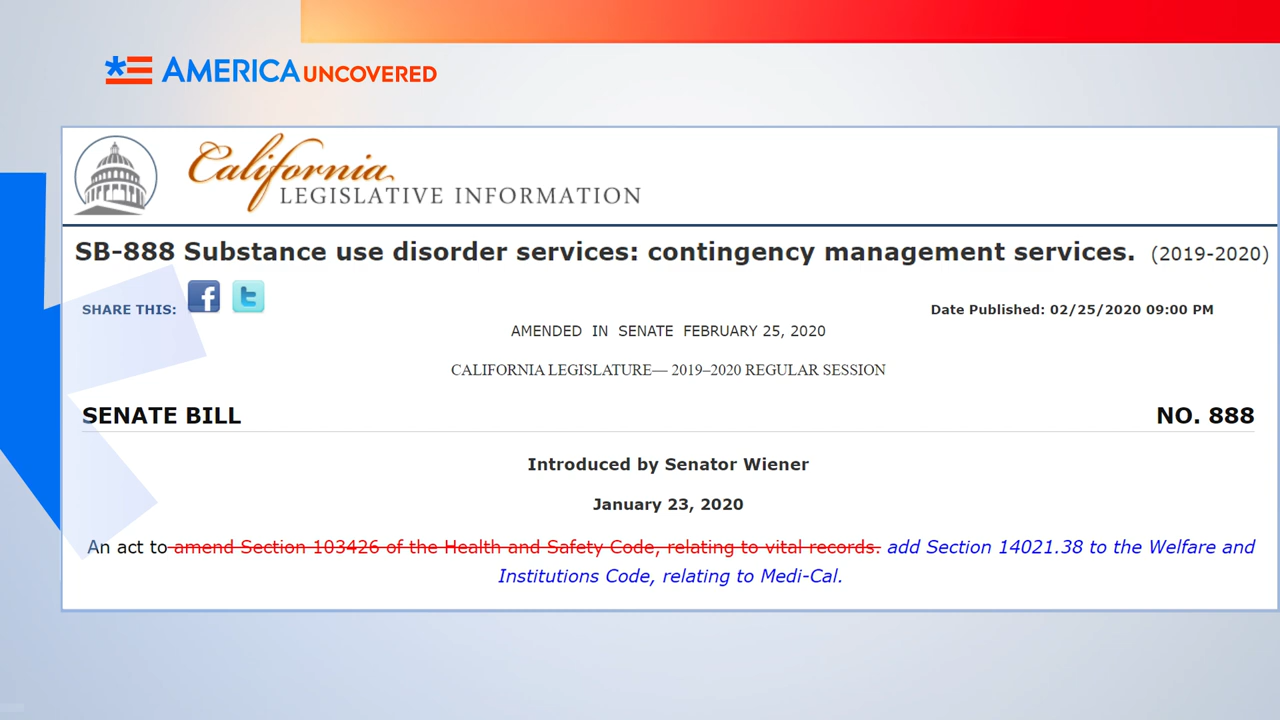 AMERICA UNCOVERED
California
LEGISLATIVE INFORMATION
SB-888 Substance use disorder services: contingency management services. (2019-2020)
SHARE THIS:
Date Published: 02/25/2020 09:00 PM
AMENDED IN SENATE FEBRUARY 25, 2020
CALIFORNIA LEGISLATURE— 2019–2020 REGULAR SESSION
SENATE BILL
NO. 888
Introduced by Senator Wiener
January 23, 2020
An act to amend Section 103426 of the Health and Safety Code, relating to vital records. add Section 14021.38 to the Welfare and
Institutions Code, relating to Medi-Cal.